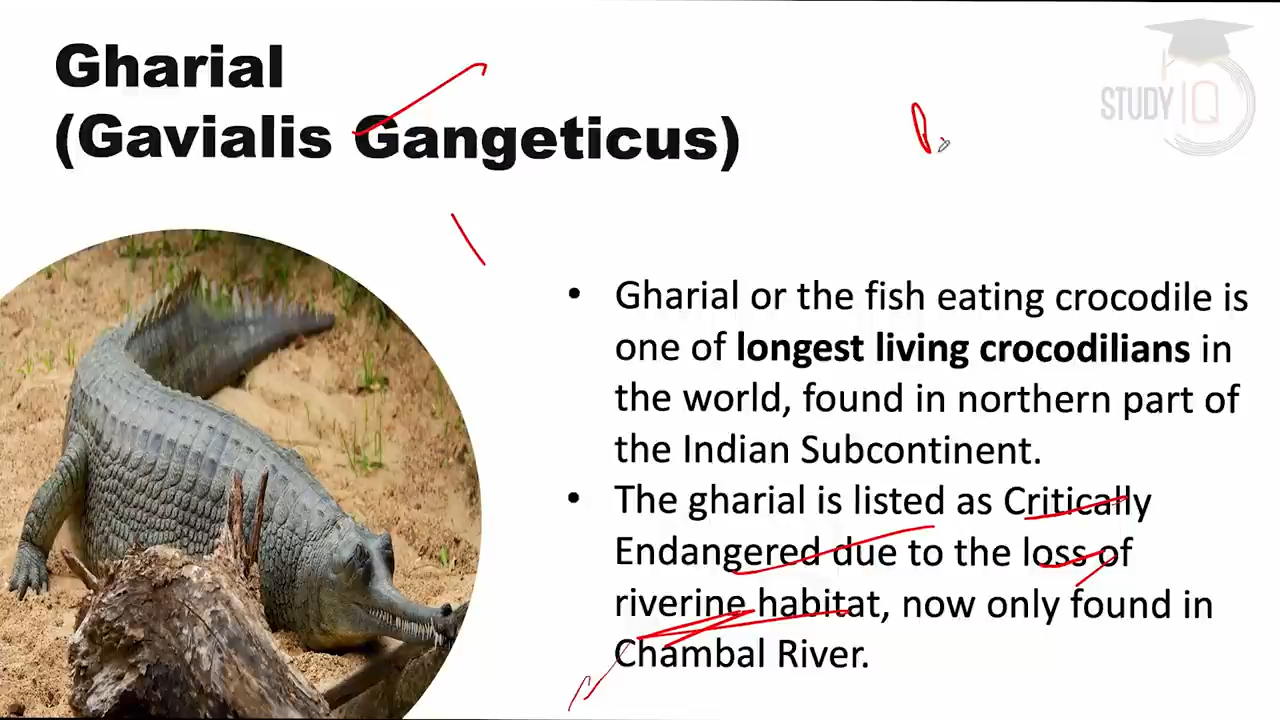 Gharial
(Gavialis Gangeticus)
STUDY IQ
• Gharial or the fish eating crocodile is
one of longest living crocodilians in
the world, found in northern part of
the Indian Subcontinent.
• The gharial is listed as Critically
Endangered due to the loss of
riverine habitat, now only found in
Chambal River.